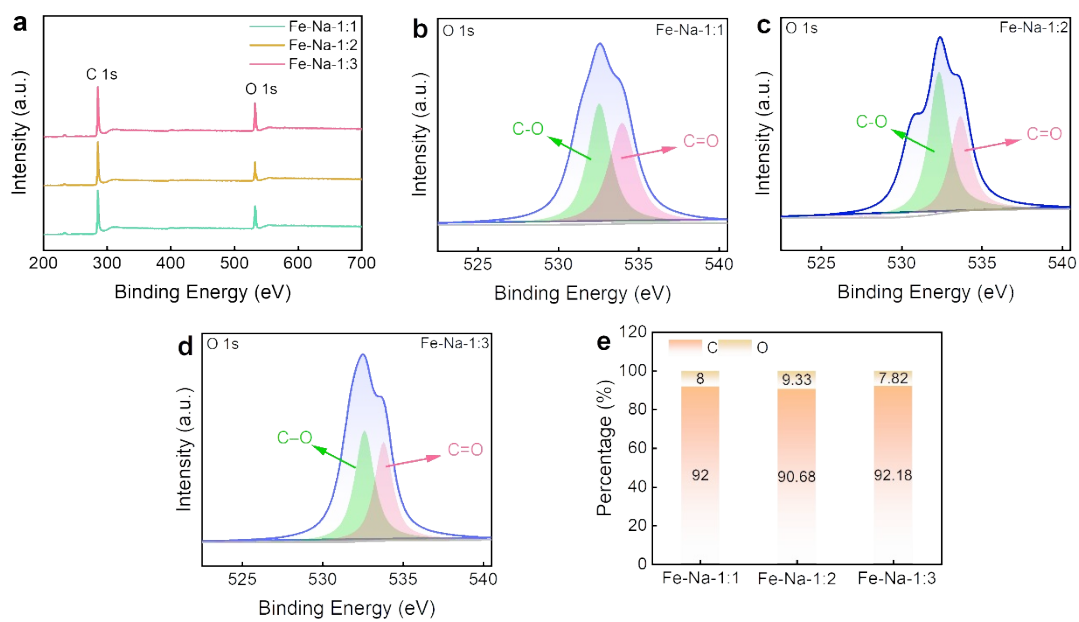 a
Fe-Na-1:1
Fe-Na-1:2
Fe-Na-1:3
C 1s
O 1s
Intensity (a.u.)
200 300 400 500 600 700
Binding Energy (eV)
b
O 1s
Fe-Na-1:1
C-O
C=O
Intensity (a.u.)
525 530 535 540
Binding Energy (eV)
c
O 1s
Fe-Na-1:2
C-O
C=O
Intensity (a.u.)
525 530 535 540
Binding Energy (eV)
d
O 1s
Fe-Na-1:3
C–O
C=O
Intensity (a.u.)
525 530 535 540
Binding Energy (eV)
e
C O
120
100
80
60
40
20
0
Percentage (%)
8 9.33 7.82
92 90.68 92.18
Fe-Na-1:1 Fe-Na-1:2 Fe-Na-1:3